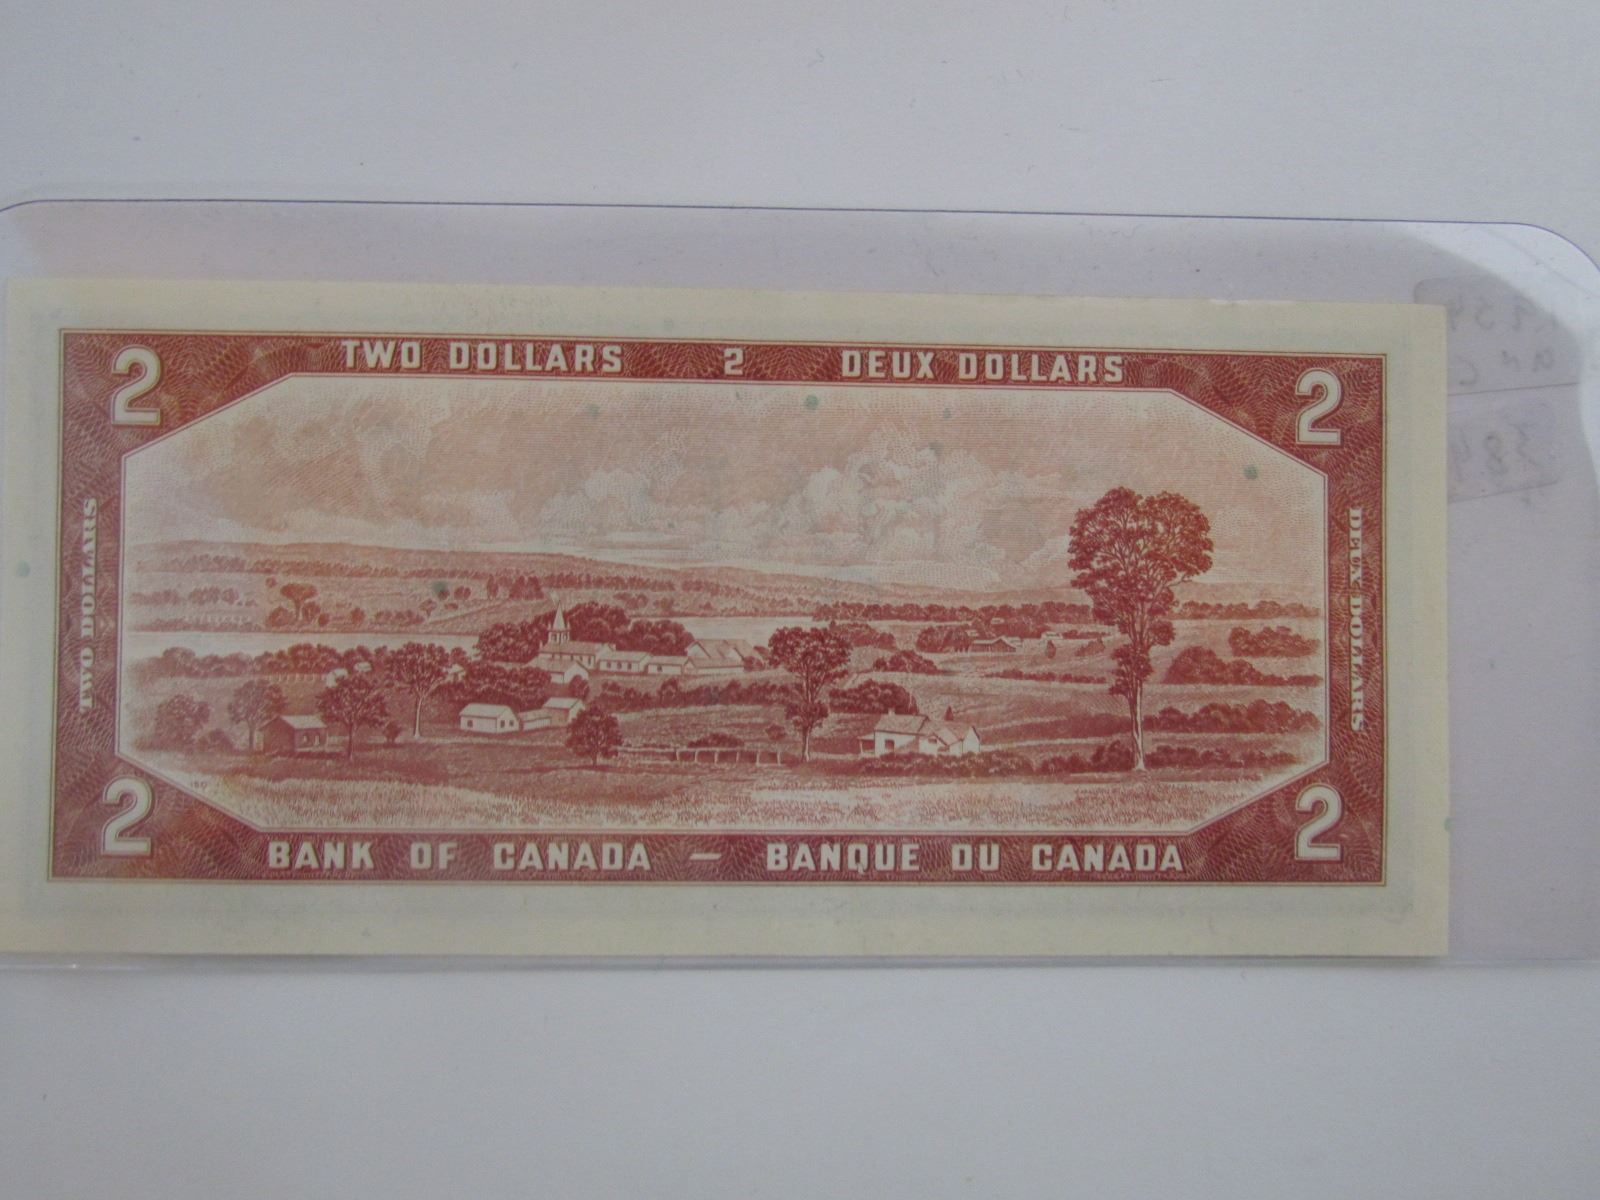 2 TWO DOLLARS 2 DEUX DOLLARS 2
TWO DOLLARS
DEUX DOLLARS
2 BANK OF CANADA — BANQUE DU CANADA 2